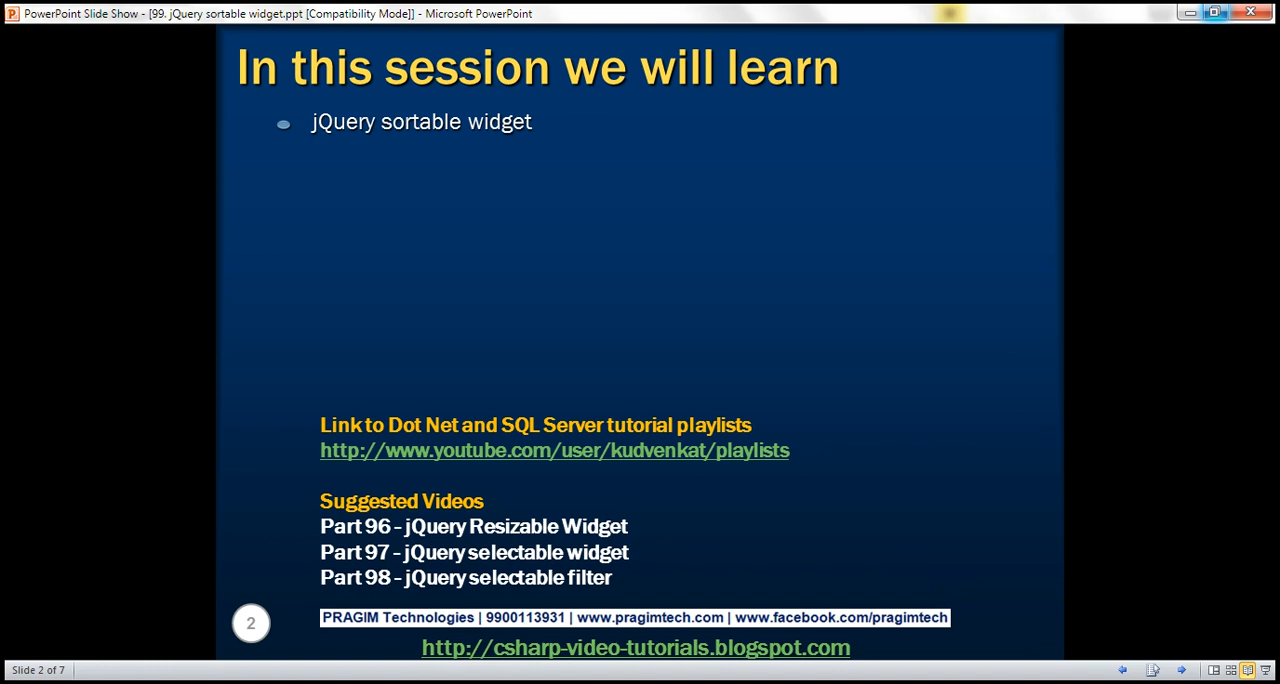 PowerPoint Slide Show - [99. jQuery sortable widget.ppt [Compatibility Mode]] - Microsoft PowerPoint
In this session we will learn
jQuery sortable widget
Link to Dot Net and SQL Server tutorial playlists
http://www.youtube.com/user/kudvenkat/playlists
Suggested Videos
Part 96 - jQuery Resizable Widget
Part 97 - jQuery selectable widget
Part 98 - jQuery selectable filter
2
PRAGIM Technologies | 9900113931 | www.pragimtech.com | www.facebook.com/pragimtech
http://csharp-video-tutorials.blogspot.com
Slide 2 of 7